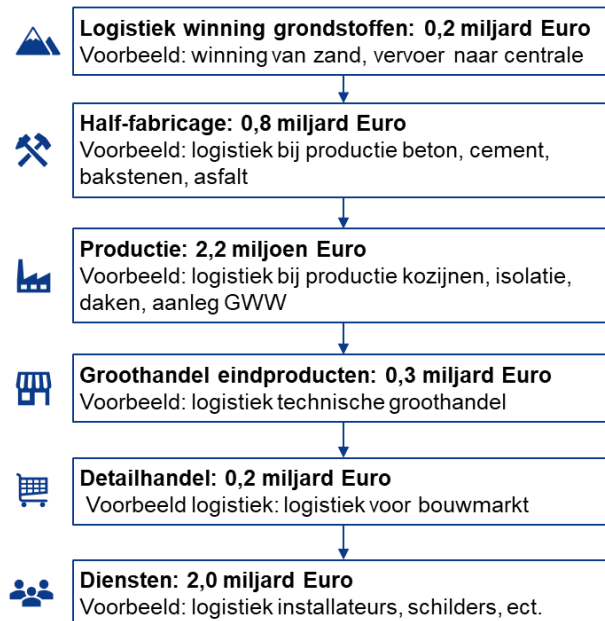 Logistiek winning grondstoffen: 0,2 miljard Euro
Voorbeeld: winning van zand, vervoer naar centrale
Half-fabricage: 0,8 miljard Euro
Voorbeeld: logistiek bij productie beton, cement,
bakstenen, asfalt
Productie: 2,2 miljoen Euro
Voorbeeld: logistiek bij productie kozijnen, isolatie,
daken, aanleg GWW
Groothandel eindproducten: 0,3 miljard Euro
Voorbeeld: logistiek technische groothandel
Detailhandel: 0,2 miljard Euro
Voorbeeld logistiek: logistiek voor bouwmarkt
Diensten: 2,0 miljard Euro
Voorbeeld: logistiek installateurs, schilders, ect.